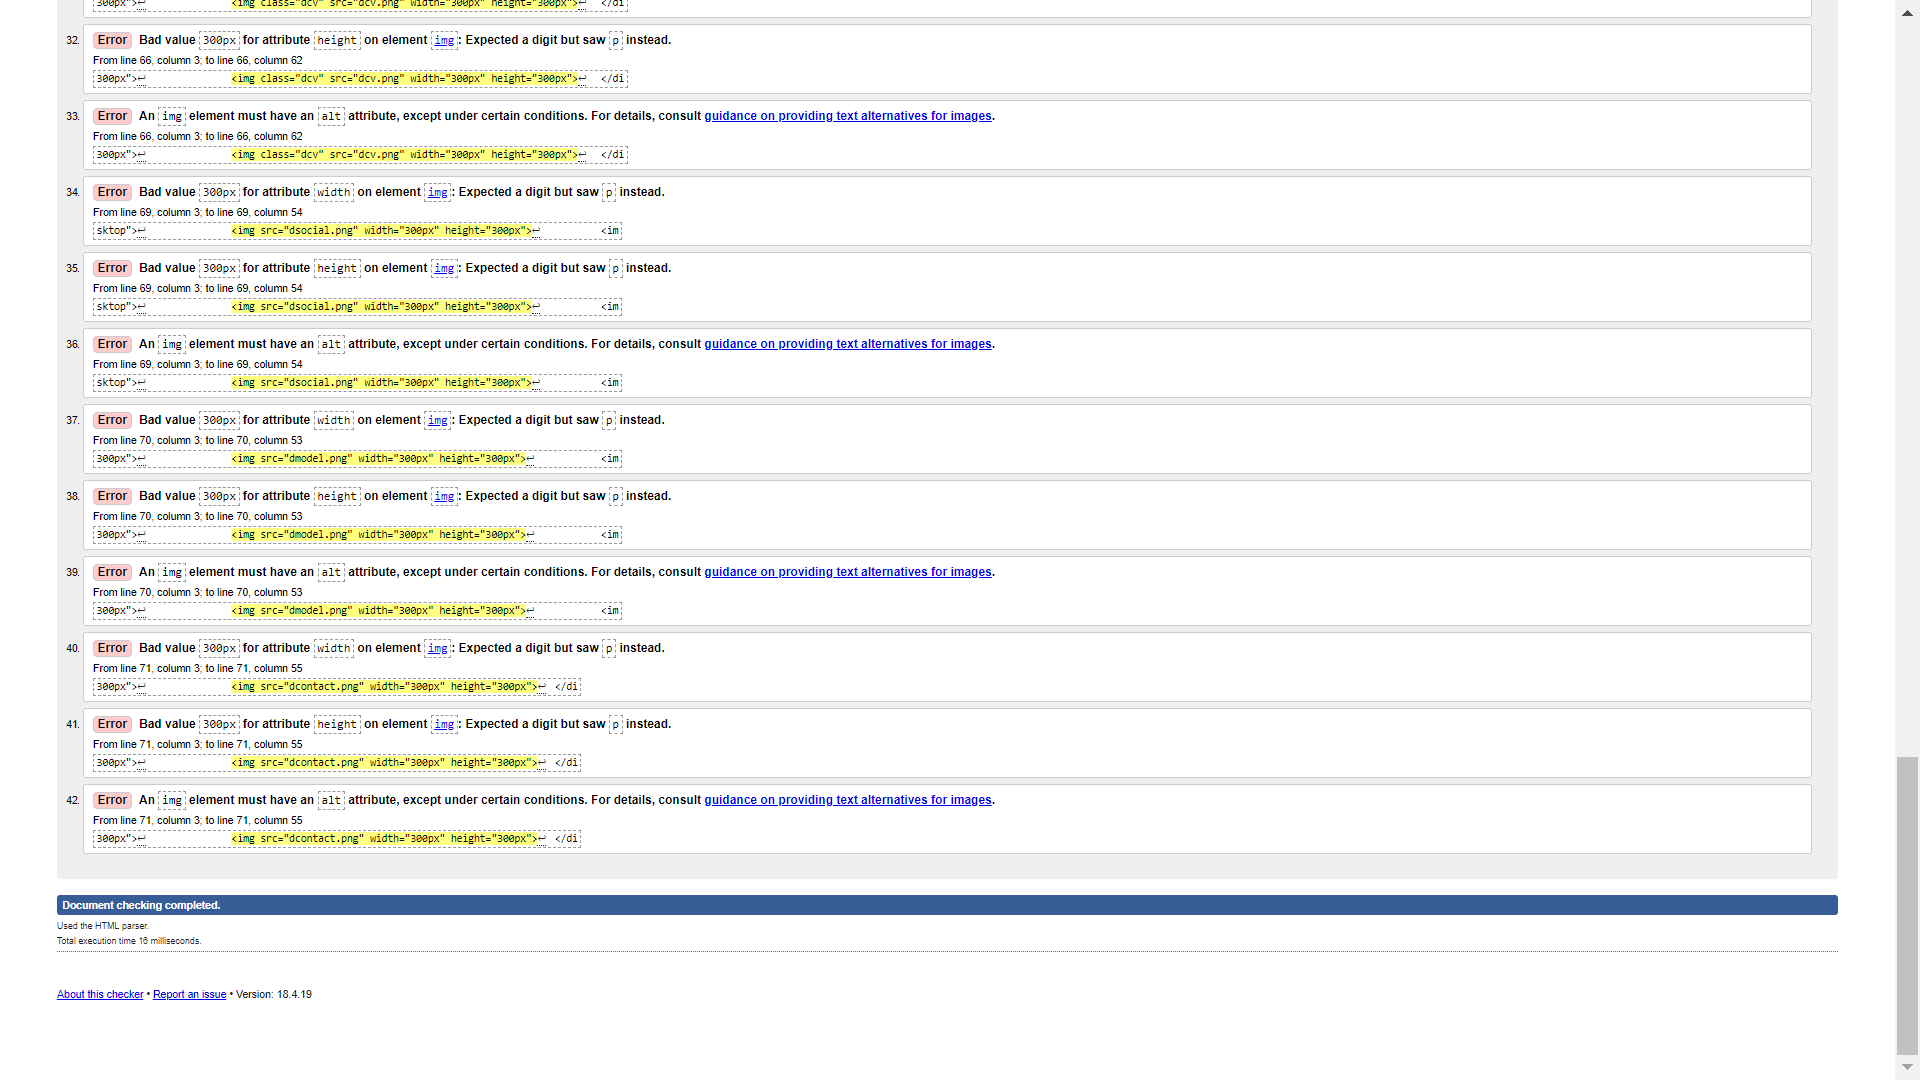 300px">↩ <img class="dcv" src="dcv.png" width="300px" height="300px">↩ </di
32. Error Bad value 300px for attribute height on element img: Expected a digit but saw p instead.
From line 66, column 3; to line 66, column 62
300px">↩ <img class="dcv" src="dcv.png" width="300px" height="300px">↩ </di
33. Error An img element must have an alt attribute, except under certain conditions. For details, consult guidance on providing text alternatives for images.
From line 66, column 3; to line 66, column 62
300px">↩ <img class="dcv" src="dcv.png" width="300px" height="300px">↩ </di
34. Error Bad value 300px for attribute width on element img: Expected a digit but saw p instead.
From line 69, column 3; to line 69, column 54
sktop">↩ <img src="dsocial.png" width="300px" height="300px">↩ <im
35. Error Bad value 300px for attribute height on element img: Expected a digit but saw p instead.
From line 69, column 3; to line 69, column 54
sktop">↩ <img src="dsocial.png" width="300px" height="300px">↩ <im
36. Error An img element must have an alt attribute, except under certain conditions. For details, consult guidance on providing text alternatives for images.
From line 69, column 3; to line 69, column 54
sktop">↩ <img src="dsocial.png" width="300px" height="300px">↩ <im
37. Error Bad value 300px for attribute width on element img: Expected a digit but saw p instead.
From line 70, column 3; to line 70, column 53
300px">↩ <img src="dmodel.png" width="300px" height="300px">↩ <im
38. Error Bad value 300px for attribute height on element img: Expected a digit but saw p instead.
From line 70, column 3; to line 70, column 53
300px">↩ <img src="dmodel.png" width="300px" height="300px">↩ <im
39. Error An img element must have an alt attribute, except under certain conditions. For details, consult guidance on providing text alternatives for images.
From line 70, column 3; to line 70, column 53
300px">↩ <img src="dmodel.png" width="300px" height="300px">↩ <im
40. Error Bad value 300px for attribute width on element img: Expected a digit but saw p instead.
From line 71, column 3; to line 71, column 55
300px">↩ <img src="dcontact.png" width="300px" height="300px">↩ </di
41. Error Bad value 300px for attribute height on element img: Expected a digit but saw p instead.
From line 71, column 3; to line 71, column 55
300px">↩ <img src="dcontact.png" width="300px" height="300px">↩ </di
42. Error An img element must have an alt attribute, except under certain conditions. For details, consult guidance on providing text alternatives for images.
From line 71, column 3; to line 71, column 55
300px">↩ <img src="dcontact.png" width="300px" height="300px">↩ </di
Document checking completed.
Used the HTML parser.
Total execution time 16 milliseconds.
About this checker • Report an issue • Version: 18.4.19